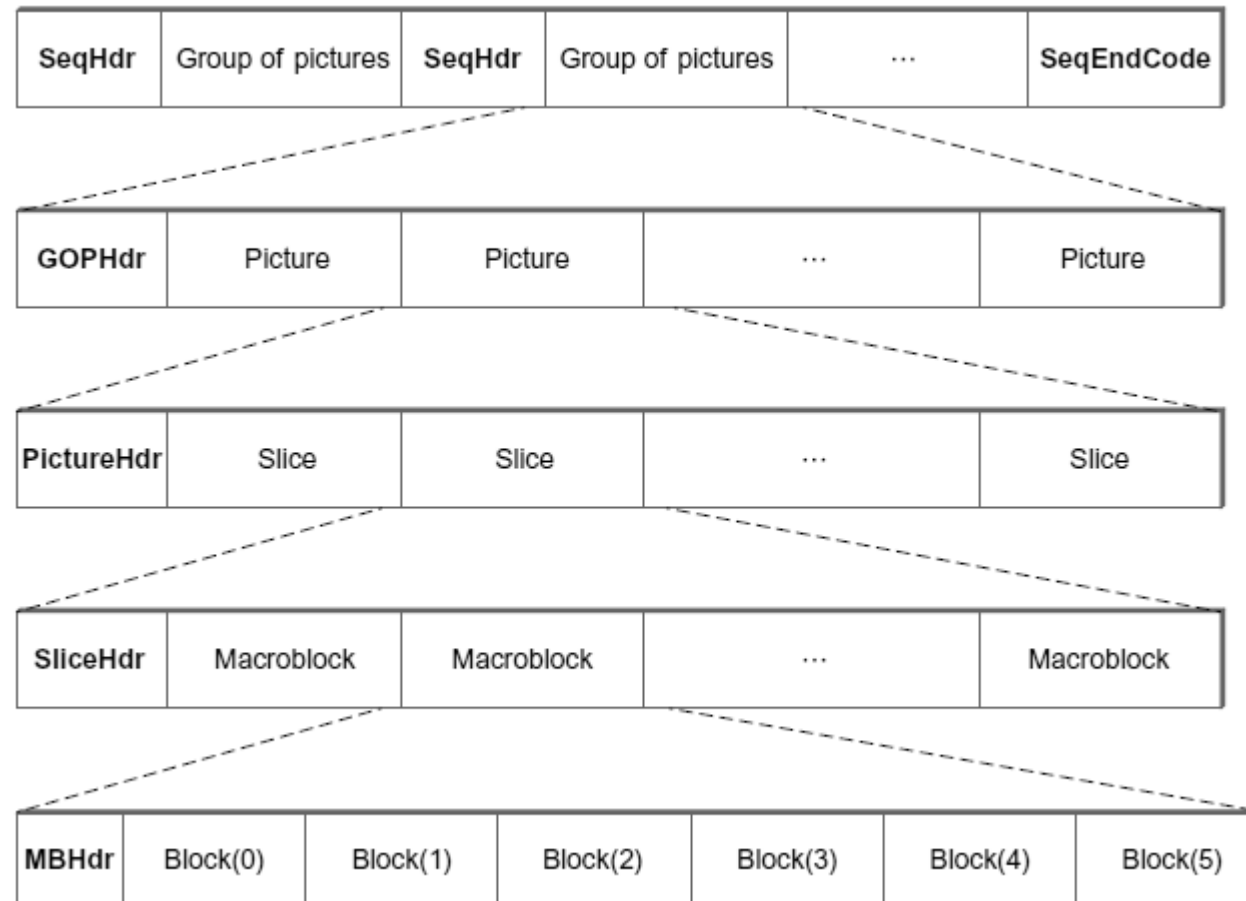 SeqHdr Group of pictures SeqHdr Group of pictures ... SeqEndCode
GOPHdr Picture Picture ... Picture
PictureHdr Slice Slice ... Slice
SliceHdr Macroblock Macroblock ... Macroblock
MBHdr Block(0) Block(1) Block(2) Block(3) Block(4) Block(5)